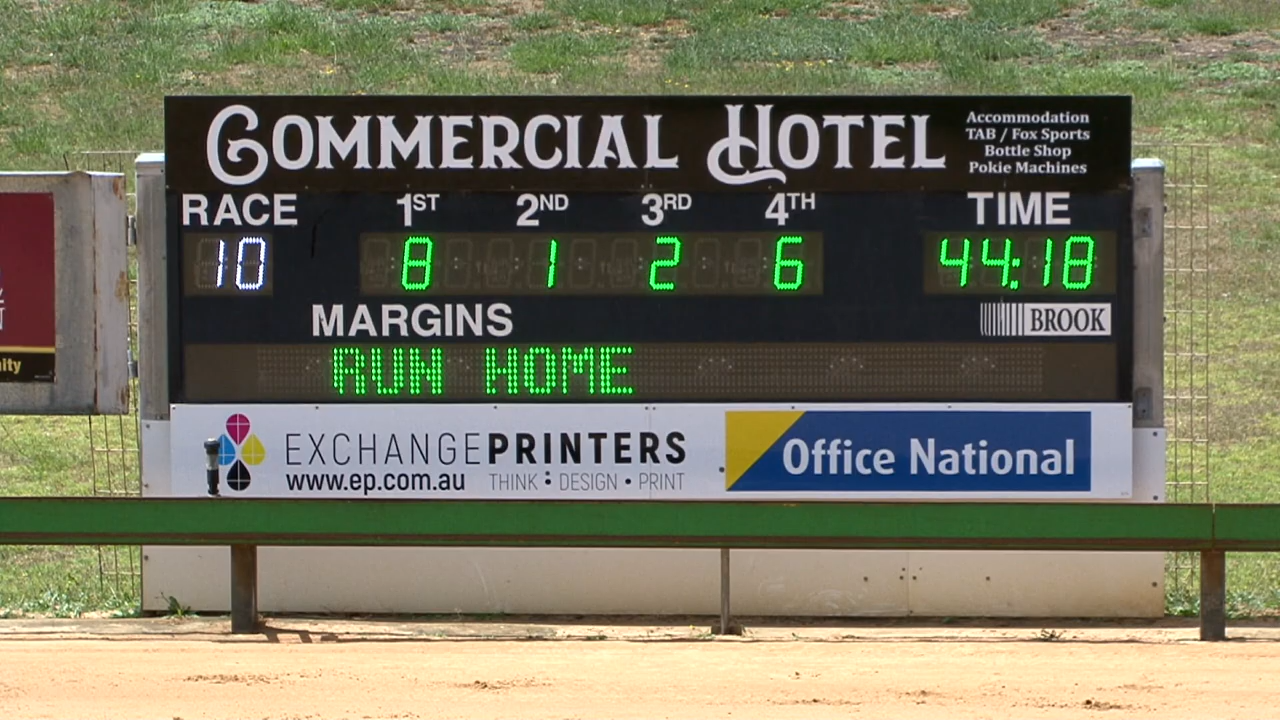 COMMERCIAL HOTEL
Accommodation
TAB / Fox Sports
Bottle Shop
Pokie Machines
RACE 1ST 2ND 3RD 4TH TIME
10 8 1 2 6 44:18
MARGINS
BROOK
RUN HOME
EXCHANGEPRINTERS
www.ep.com.au THINK : DESIGN • PRINT
Office National